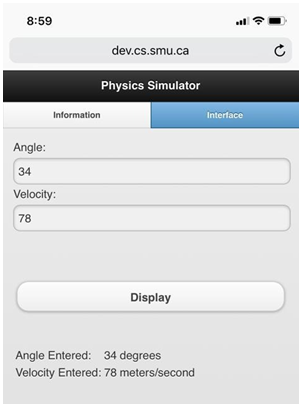 8:59
dev.cs.smu.ca
Physics Simulator
Information Interface
Angle:
34
Velocity:
78
Display
Angle Entered: 34 degrees
Velocity Entered: 78 meters/second